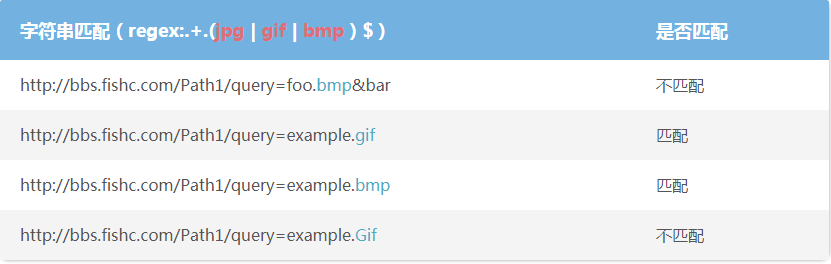 字符串匹配（regex:.+.(jpg | gif | bmp ) $ ） 是否匹配
http://bbs.fishc.com/Path1/query=foo.bmp&bar 不匹配
http://bbs.fishc.com/Path1/query=example.gif 匹配
http://bbs.fishc.com/Path1/query=example.bmp 匹配
http://bbs.fishc.com/Path1/query=example.Gif 不匹配